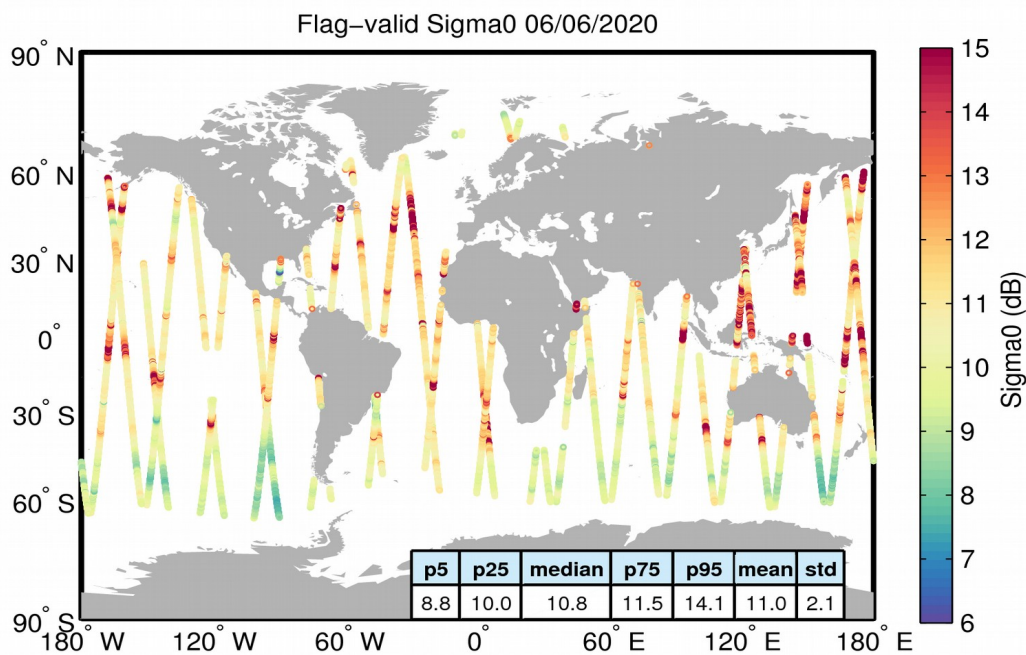 Flag−valid Sigma0 06/06/2020
90° N
60° N
30° N
0°
30° S
60° S
90° S
180° W
120° W
60° W
0°
60° E
120° E
180° E
15
14
13
12
11
10
9
8
7
6
Sigma0 (dB)
p5 p25 median p75 p95 mean std
8.8 10.0 10.8 11.5 14.1 11.0 2.1